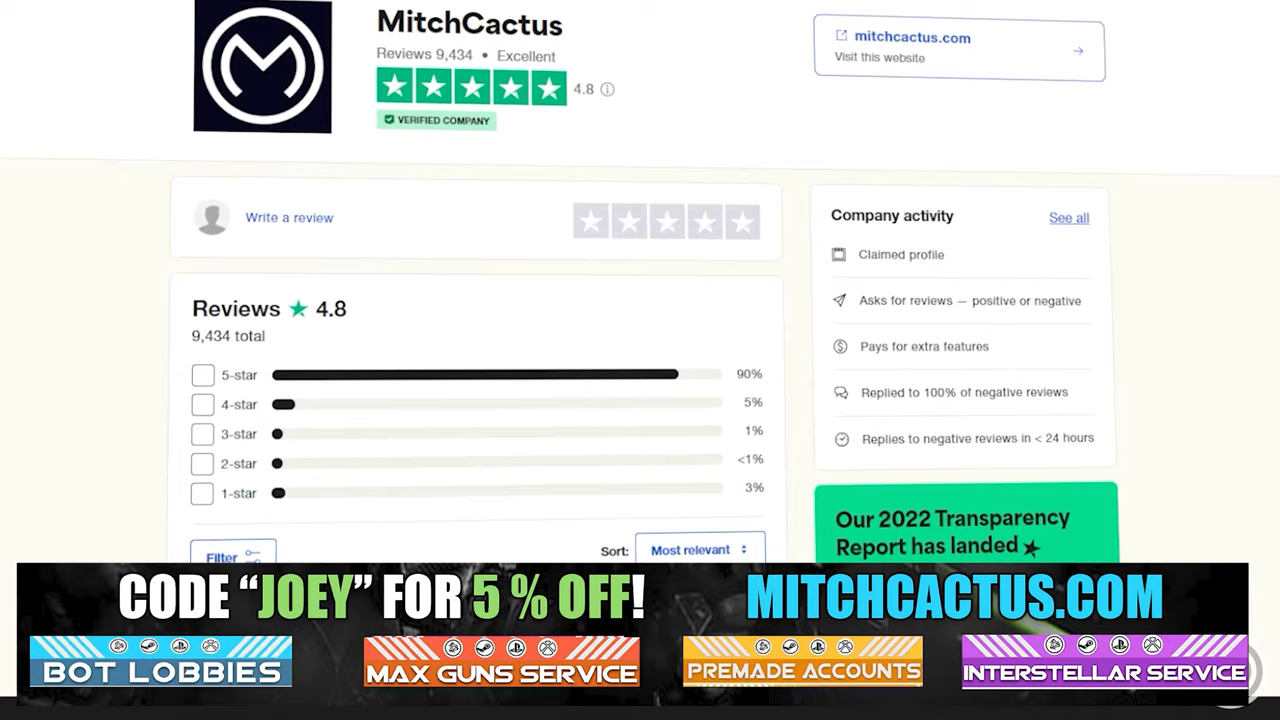 MitchCactus
Reviews 9,434 • Excellent
4.8
VERIFIED COMPANY
mitchcactus.com
Visit this website
Write a review
Company activity
See all
Claimed profile
Asks for reviews — positive or negative
Pays for extra features
Replied to 100% of negative reviews
Replies to negative reviews in < 24 hours
Reviews ★ 4.8
9,434 total
5-star 90%
4-star 5%
3-star 1%
2-star <1%
1-star 3%
Filter
Sort: Most relevant
Our 2022 Transparency
Report has landed
CODE “JOEY” FOR 5 % OFF!
MITCHCACTUS.COM
BOT LOBBIES
MAX GUNS SERVICE
PREMADE ACCOUNTS
INTERSTELLAR SERVICE